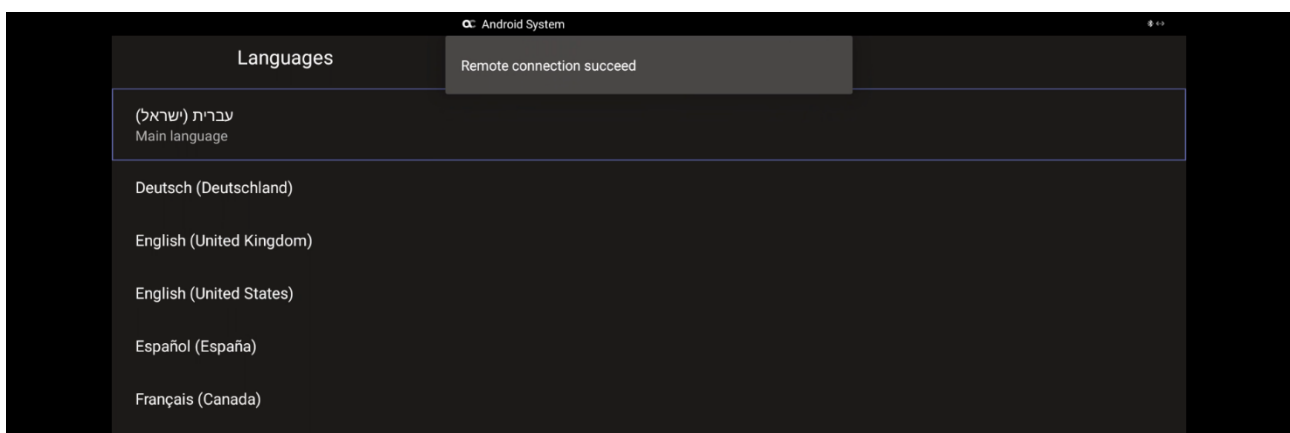 Android System
Languages
Remote connection succeed
עברית (ישראל)
Main language
Deutsch (Deutschland)
English (United Kingdom)
English (United States)
Español (España)
Français (Canada)